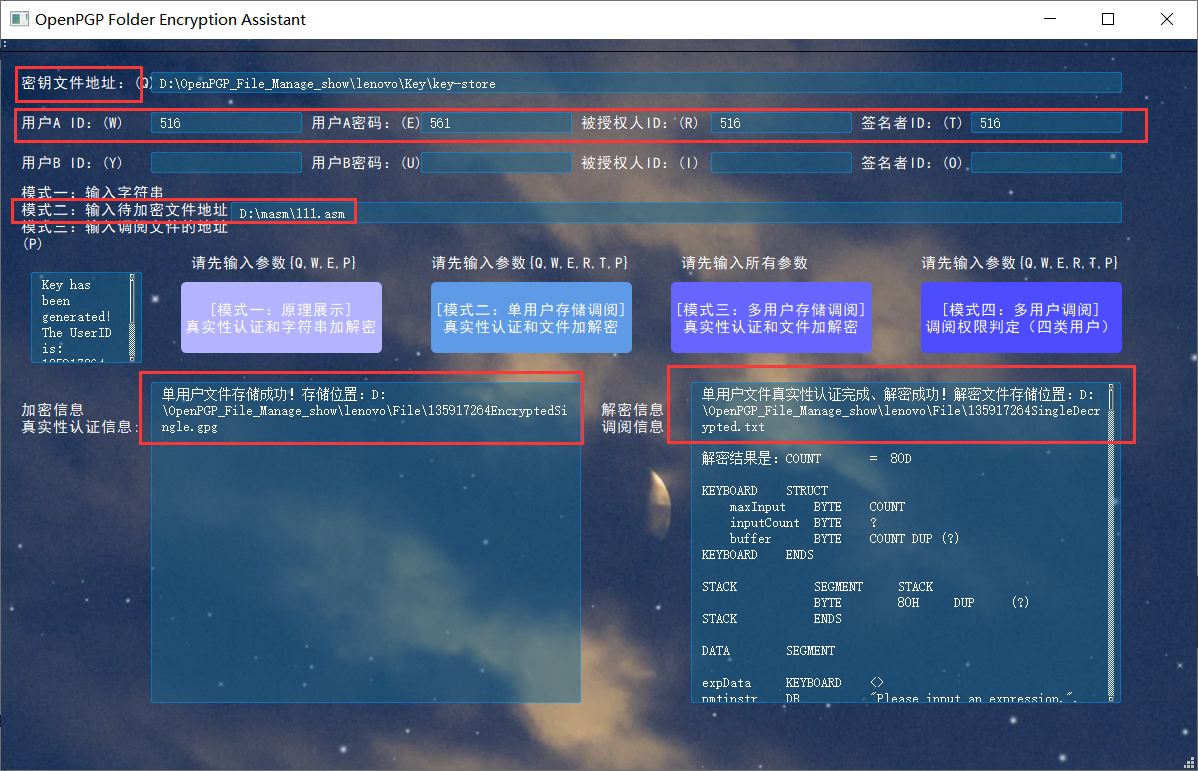 OpenPGP Folder Encryption Assistant
密钥文件地址：(Q) D:\OpenPGP_File_Manage_show\lenovo\Key\key-store
用户A ID：(W) 516 用户A密码：(E) 561 被授权人ID：(R) 516 签名者ID：(T) 516
用户B ID：(Y) 用户B密码：(U) 被授权人ID：(I) 签名者ID：(O)
模式一：输入字符串
模式二：输入待加密文件地址 D:\masm\111.asm
模式三：输入调阅文件的地址
(P)
请先输入参数{Q,W,E,P} 请先输入参数{Q,W,E,R,T,P} 请先输入所有参数 请先输入参数{Q,W,E,R,T,P}
Key has
been
generated!
The UserID
is:
135917264
[模式一：原理展示]
真实性认证和字符串加解密
[模式二：单用户存储调阅]
真实性认证和文件加解密
[模式三：多用户存储调阅]
真实性认证和文件加解密
[模式四：多用户调阅]
调阅权限判定（四类用户）
加密信息
真实性认证信息:
单用户文件存储成功！存储位置：D:
\OpenPGP_File_Manage_show\lenovo\File\135917264EncryptedSi
ngle.gpg
解密信息
调阅信息
单用户文件真实性认证完成、解密成功！解密文件存储位置：D:
\OpenPGP_File_Manage_show\lenovo\File\135917264SingleDecr
ypted.txt
解密结果是：COUNT = 80D
KEYBOARD STRUCT
maxInput BYTE COUNT
inputCount BYTE ?
buffer BYTE COUNT DUP (?)
KEYBOARD ENDS
STACK SEGMENT STACK
BYTE 80H DUP (?)
STACK ENDS
DATA SEGMENT
expData KEYBOARD <>
pmtinstr DB "Please input an expression.",